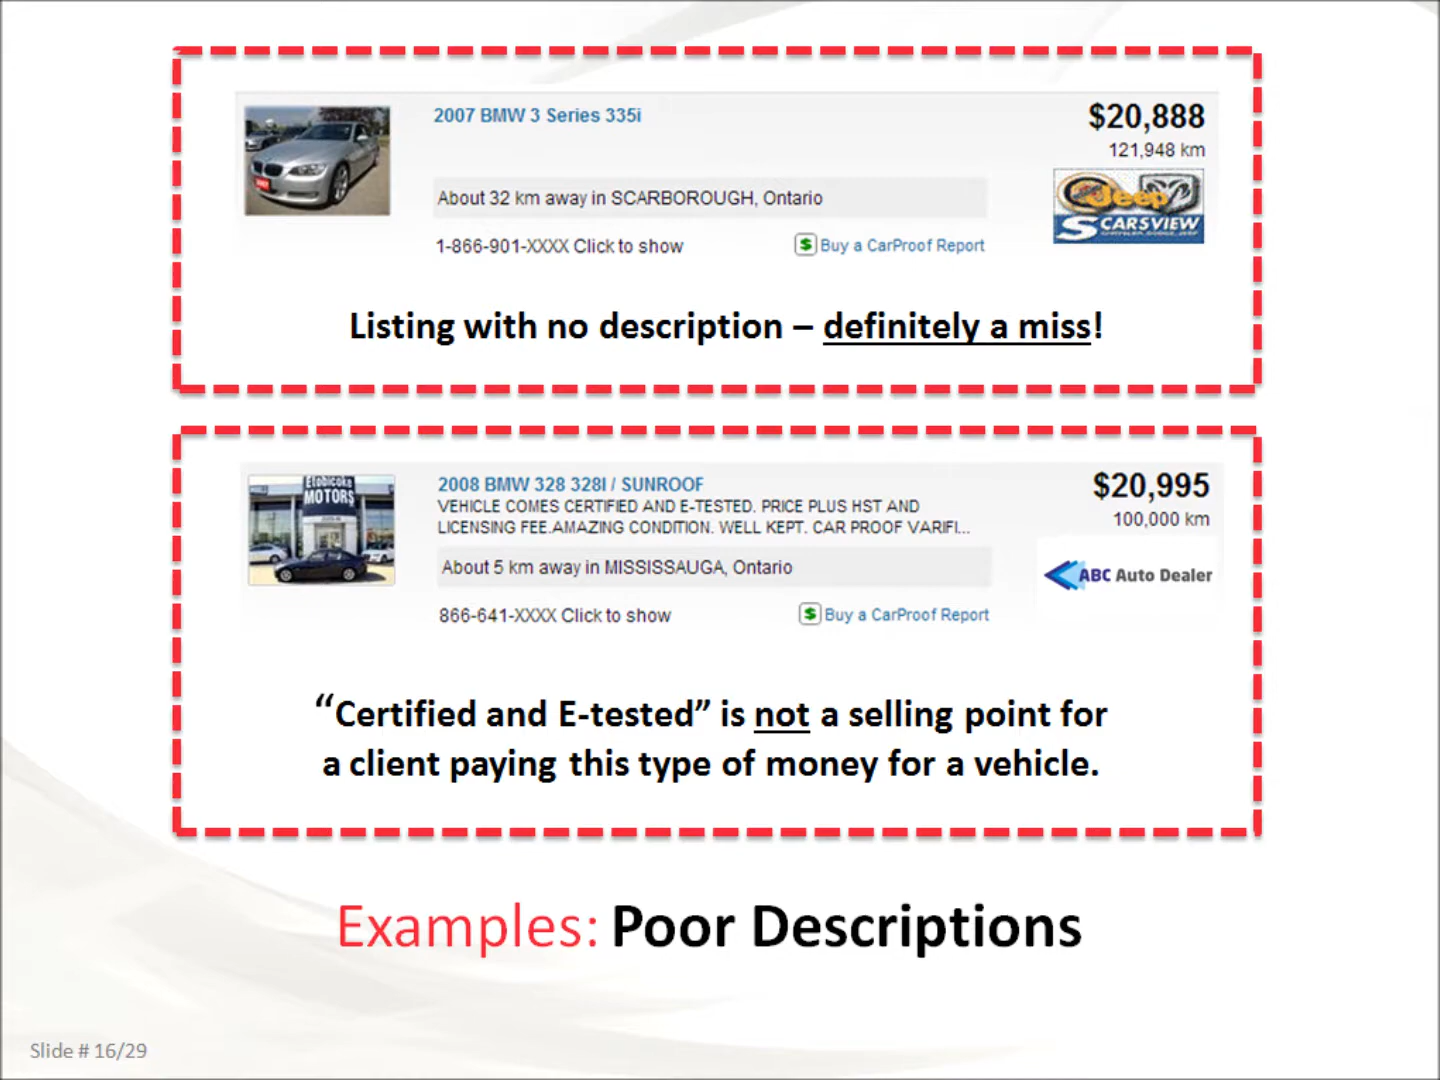 2007 BMW 3 Series 335i
$20,888
121,948 km
About 32 km away in SCARBOROUGH, Ontario
Jeep
SCARSVIEW
1-866-901-XXXX Click to show
$ Buy a CarProof Report
Listing with no description – definitely a miss!
Etobicoke
MOTORS
2008 BMW 328 328I / SUNROOF
VEHICLE COMES CERTIFIED AND E-TESTED. PRICE PLUS HST AND
LICENSING FEE.AMAZING CONDITION. WELL KEPT. CAR PROOF VARIFI...
$20,995
100,000 km
About 5 km away in MISSISSAUGA, Ontario
ABC Auto Dealer
866-641-XXXX Click to show
$ Buy a CarProof Report
“Certified and E-tested” is not a selling point for
a client paying this type of money for a vehicle.
Examples: Poor Descriptions
Slide # 16/29